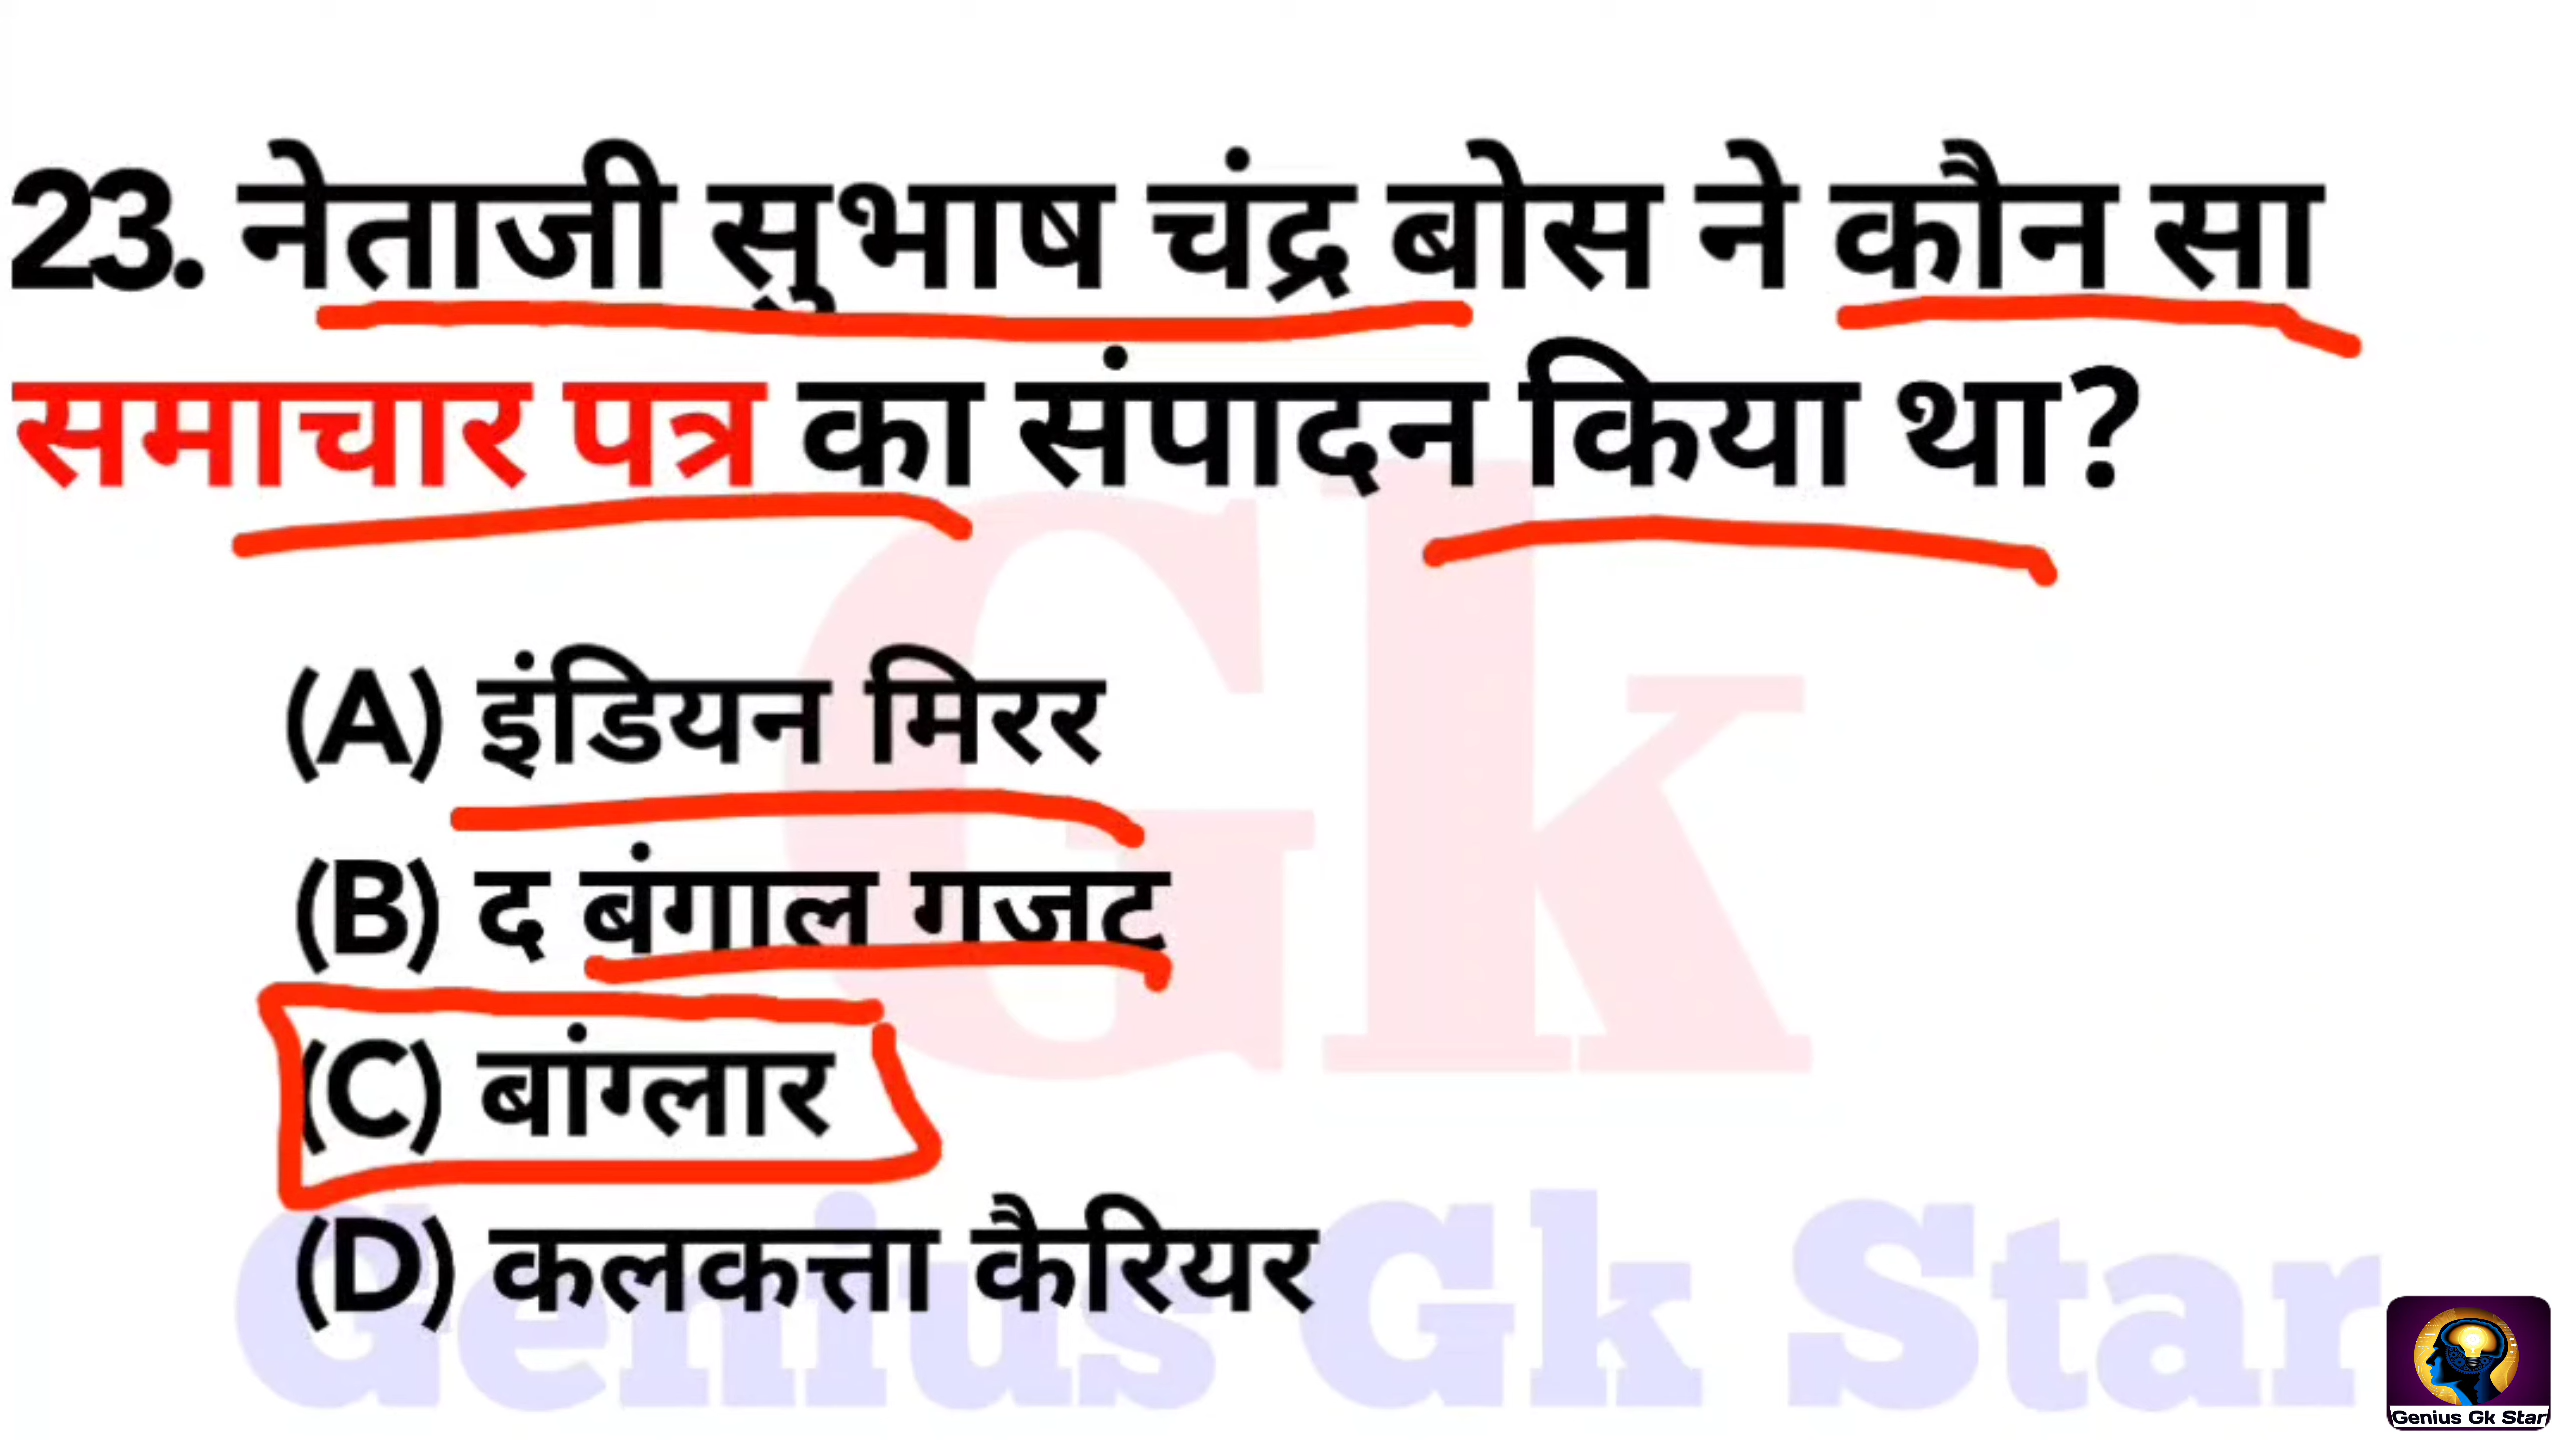 23. नेताजी सुभाष चंद्र बोस ने कौन सा
समाचार पत्र का संपादन किया था?
(A) इंडियन मिरर
(B) द बंगाल गजट
(C) बांग्लार
(D) कलकत्ता कैरियर
Gk
Genius Gk Star
Genius Gk Star